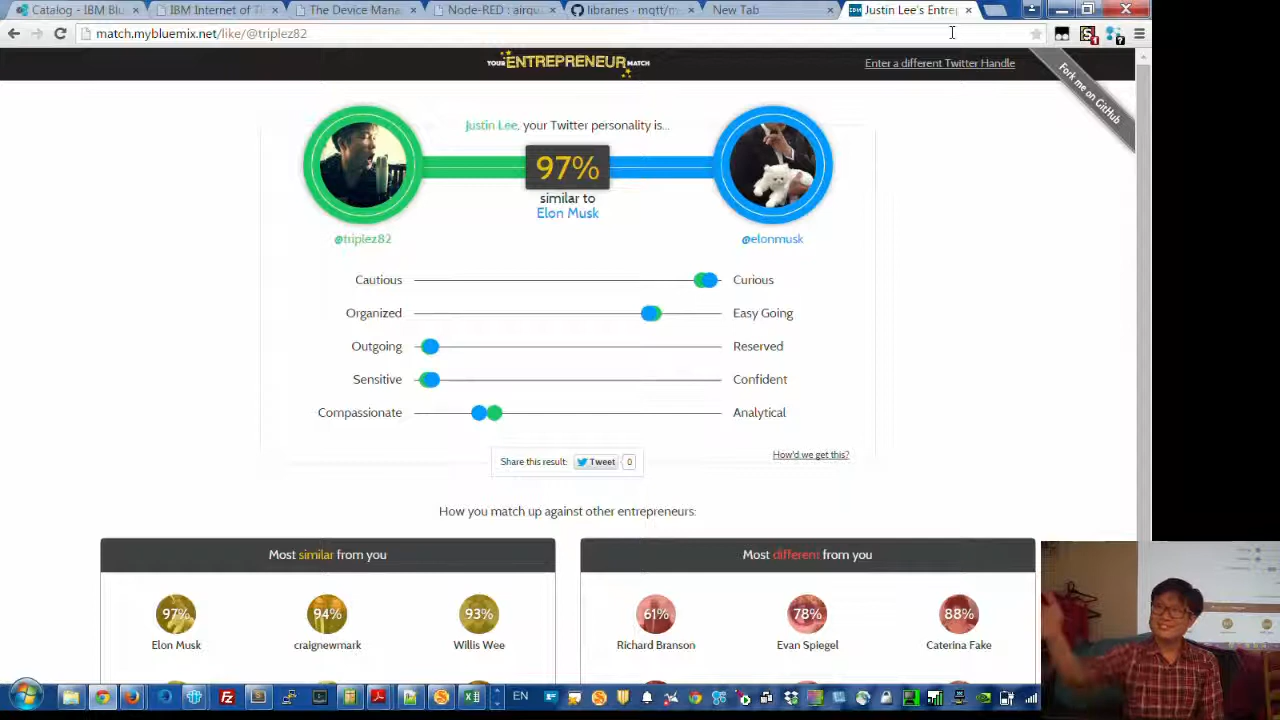 Catalog - IBM Blu
IBM Internet of T
The Device Mana
Node-RED : airqu
libraries - mqtt/m
New Tab
Justin Lee's Entrep
match.mybluemix.net/like/@triplez82
YOUR ENTREPRENEUR MATCH
Enter a different Twitter Handle
Fork me on GitHub
Justin Lee, your Twitter personality is...
97%
similar to
Elon Musk
@triplez82
@elonmusk
Cautious Curious
Organized Easy Going
Outgoing Reserved
Sensitive Confident
Compassionate Analytical
How'd we get this?
Share this result: Tweet 0
How you match up against other entrepreneurs:
Most similar from you
Most different from you
97% 94% 93%
Elon Musk craignewmark Willis Wee
61% 78% 88%
Richard Branson Evan Spiegel Caterina Fake
EN